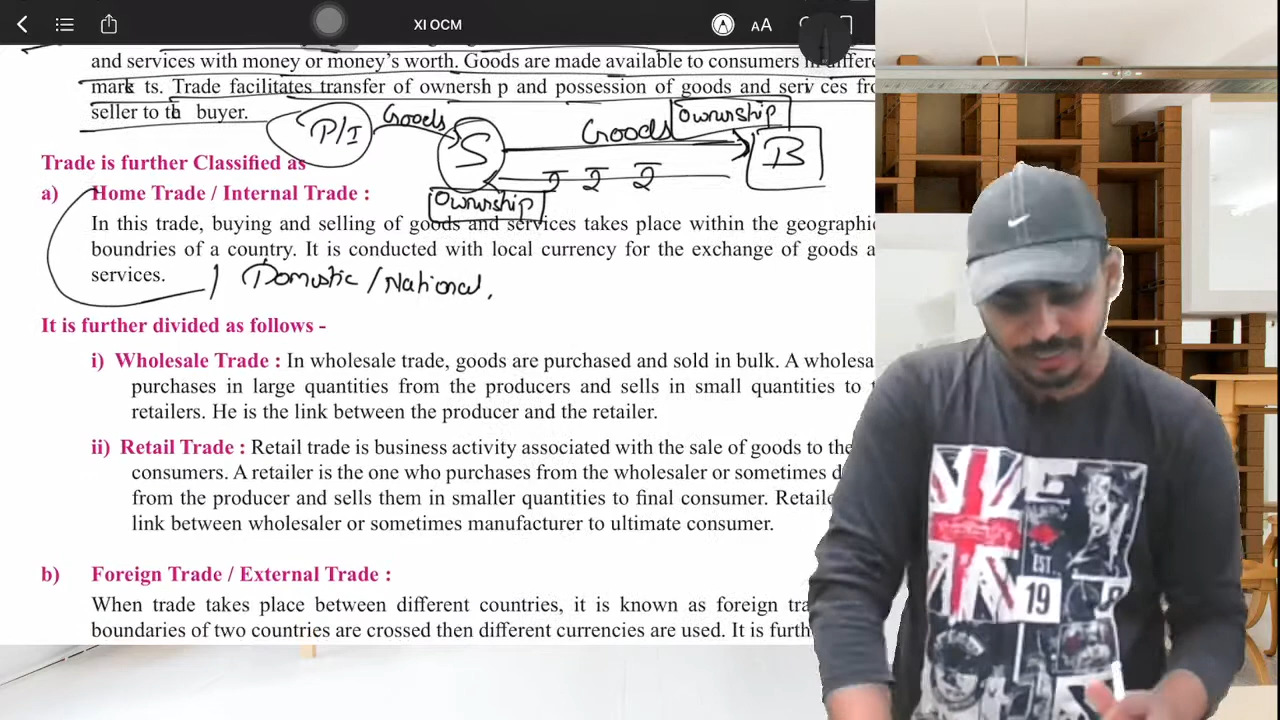 XI OCM
AA
and services with money or money's worth. Goods are made available to consumers in differe
mark ts. Trade facilitates transfer of ownersh p and possession of goods and serv ces fro
seller to th buyer.
P/I Goods S Goods Ownership B
Trade is further Classified as
a) Home Trade / Internal Trade :
Ownership
In this trade, buying and selling of goods and services takes place within the geographic
boundries of a country. It is conducted with local currency for the exchange of goods a
services. / Domestic / National,
It is further divided as follows -
i) Wholesale Trade : In wholesale trade, goods are purchased and sold in bulk. A wholesa
purchases in large quantities from the producers and sells in small quantities to t
retailers. He is the link between the producer and the retailer.
ii) Retail Trade : Retail trade is business activity associated with the sale of goods to the
consumers. A retailer is the one who purchases from the wholesaler or sometimes d
from the producer and sells them in smaller quantities to final consumer. Retaile
link between wholesaler or sometimes manufacturer to ultimate consumer.
b) Foreign Trade / External Trade :
When trade takes place between different countries, it is known as foreign tra
boundaries of two countries are crossed then different currencies are used. It is furth
EST.
19